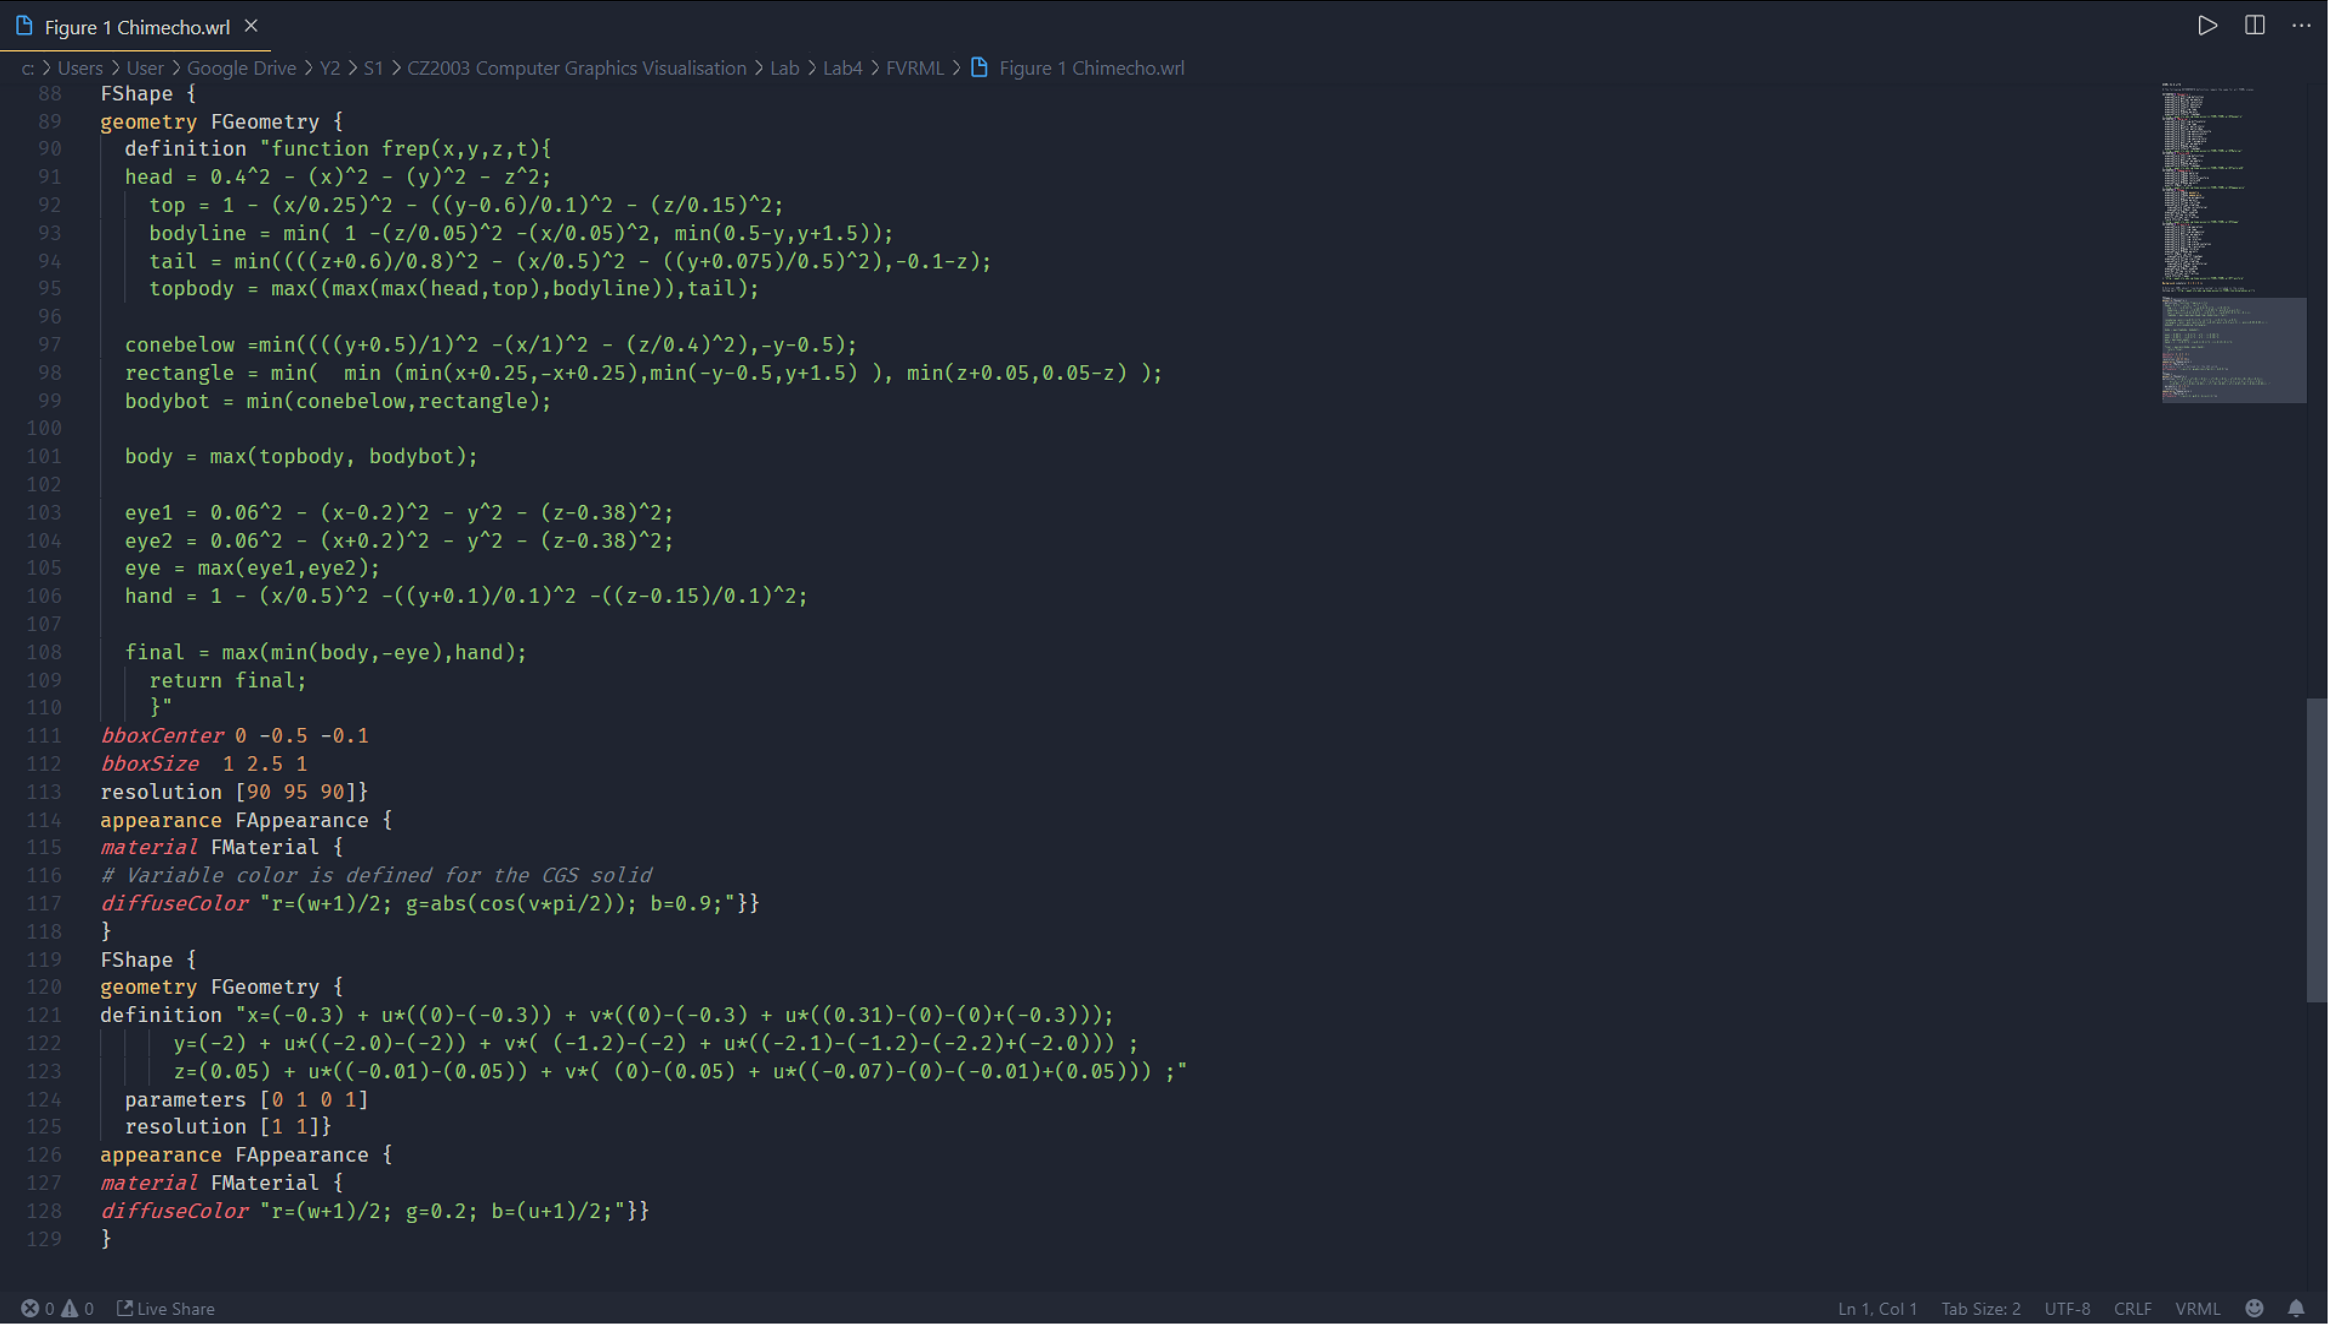 Figure 1 Chimecho.wrl
c: > Users > User > Google Drive > Y2 > S1 > CZ2003 Computer Graphics Visualisation > Lab > Lab4 > FVRML > Figure 1 Chimecho.wrl
88 FShape {
89 geometry FGeometry {
90 definition "function frep(x,y,z,t){
91 head = 0.4^2 - (x)^2 - (y)^2 - z^2;
92 top = 1 - (x/0.25)^2 - ((y-0.6)/0.1)^2 - (z/0.15)^2;
93 bodyline = min( 1 -(z/0.05)^2 -(x/0.05)^2, min(0.5-y,y+1.5));
94 tail = min((((z+0.6)/0.8)^2 - (x/0.5)^2 - ((y+0.075)/0.5)^2),-0.1-z);
95 topbody = max((max(max(head,top),bodyline)),tail);
96
97 conebelow =min((((y+0.5)/1)^2 -(x/1)^2 - (z/0.4)^2),-y-0.5);
98 rectangle = min(  min (min(x+0.25,-x+0.25),min(-y-0.5,y+1.5) ), min(z+0.05,0.05-z) );
99 bodybot = min(conebelow,rectangle);
100
101 body = max(topbody, bodybot);
102
103 eye1 = 0.06^2 - (x-0.2)^2 - y^2 - (z-0.38)^2;
104 eye2 = 0.06^2 - (x+0.2)^2 - y^2 - (z-0.38)^2;
105 eye = max(eye1,eye2);
106 hand = 1 - (x/0.5)^2 -((y+0.1)/0.1)^2 -((z-0.15)/0.1)^2;
107
108 final = max(min(body,-eye),hand);
109 return final;
110 }"
111 bboxCenter 0 -0.5 -0.1
112 bboxSize  1 2.5 1
113 resolution [90 95 90]}
114 appearance FAppearance {
115 material FMaterial {
116 # Variable color is defined for the CGS solid
117 diffuseColor "r=(w+1)/2; g=abs(cos(v*pi/2)); b=0.9;"}}
118 }
119 FShape {
120 geometry FGeometry {
121 definition "x=(-0.3) + u*((0)-(-0.3)) + v*((0)-(-0.3) + u*((0.31)-(0)-(0)+(-0.3)));
122 y=(-2) + u*((-2.0)-(-2)) + v*( (-1.2)-(-2) + u*((-2.1)-(-1.2)-(-2.2)+(-2.0))) ;
123 z=(0.05) + u*((-0.01)-(0.05)) + v*( (0)-(0.05) + u*((-0.07)-(0)-(-0.01)+(0.05))) ;"
124 parameters [0 1 0 1]
125 resolution [1 1]}
126 appearance FAppearance {
127 material FMaterial {
128 diffuseColor "r=(w+1)/2; g=0.2; b=(u+1)/2;"}}
129 }
0 0 Live Share Ln 1, Col 1 Tab Size: 2 UTF-8 CRLF VRML